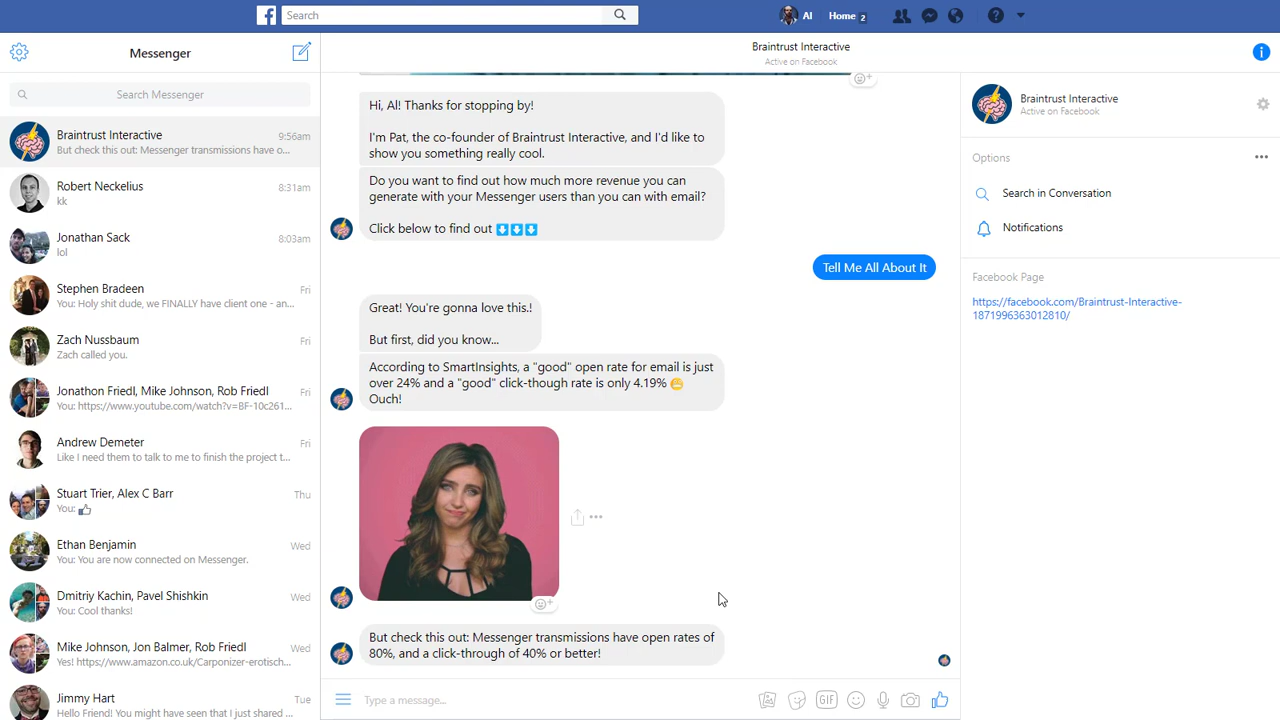 Search
Al
Home 2
Messenger
Search Messenger
Braintrust Interactive
9:56am
But check this out: Messenger transmissions have o...
Robert Neckelius
8:31am
kk
Jonathan Sack
8:03am
lol
Stephen Bradeen
Fri
You: Holy shit dude, we FINALLY have client one - an...
Zach Nussbaum
Fri
Zach called you.
Jonathon Friedl, Mike Johnson, Rob Friedl
Fri
You: https://www.youtube.com/watch?v=BF-10c261...
Andrew Demeter
Fri
Like I need them to talk to me to finish the project t...
Stuart Trier, Alex C Barr
Thu
You:
Ethan Benjamin
Wed
You: You are now connected on Messenger.
Dmitriy Kachin, Pavel Shishkin
Wed
You: Cool thanks!
Mike Johnson, Jon Balmer, Rob Friedl
Wed
Yes! https://www.amazon.co.uk/Carponizer-erotisch...
Jimmy Hart
Tue
Hello Friend! You might have seen that I just shared
Braintrust Interactive
Active on Facebook
Hi, Al! Thanks for stopping by!
I'm Pat, the co-founder of Braintrust Interactive, and I'd like to
show you something really cool.
Do you want to find out how much more revenue you can
generate with your Messenger users than you can with email?
Click below to find out
Tell Me All About It
Great! You're gonna love this.!
But first, did you know...
According to SmartInsights, a "good" open rate for email is just
over 24% and a "good" click-though rate is only 4.19%
Ouch!
But check this out: Messenger transmissions have open rates of
80%, and a click-through of 40% or better!
Type a message...
GIF
Braintrust Interactive
Active on Facebook
Options
Search in Conversation
Notifications
Facebook Page
https://facebook.com/Braintrust-Interactive-
1871996363012810/